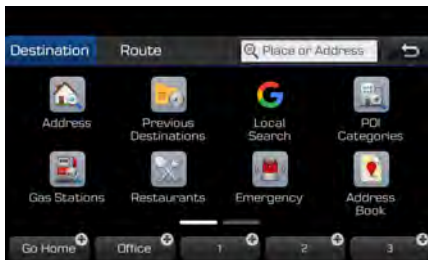 Destination
Route
Place or Address
Address
Previous
Destinations
Local
Search
POI
Categories
Gas Stations
Restaurants
Emergency
Address
Book
Go Home
Office
1
2
3